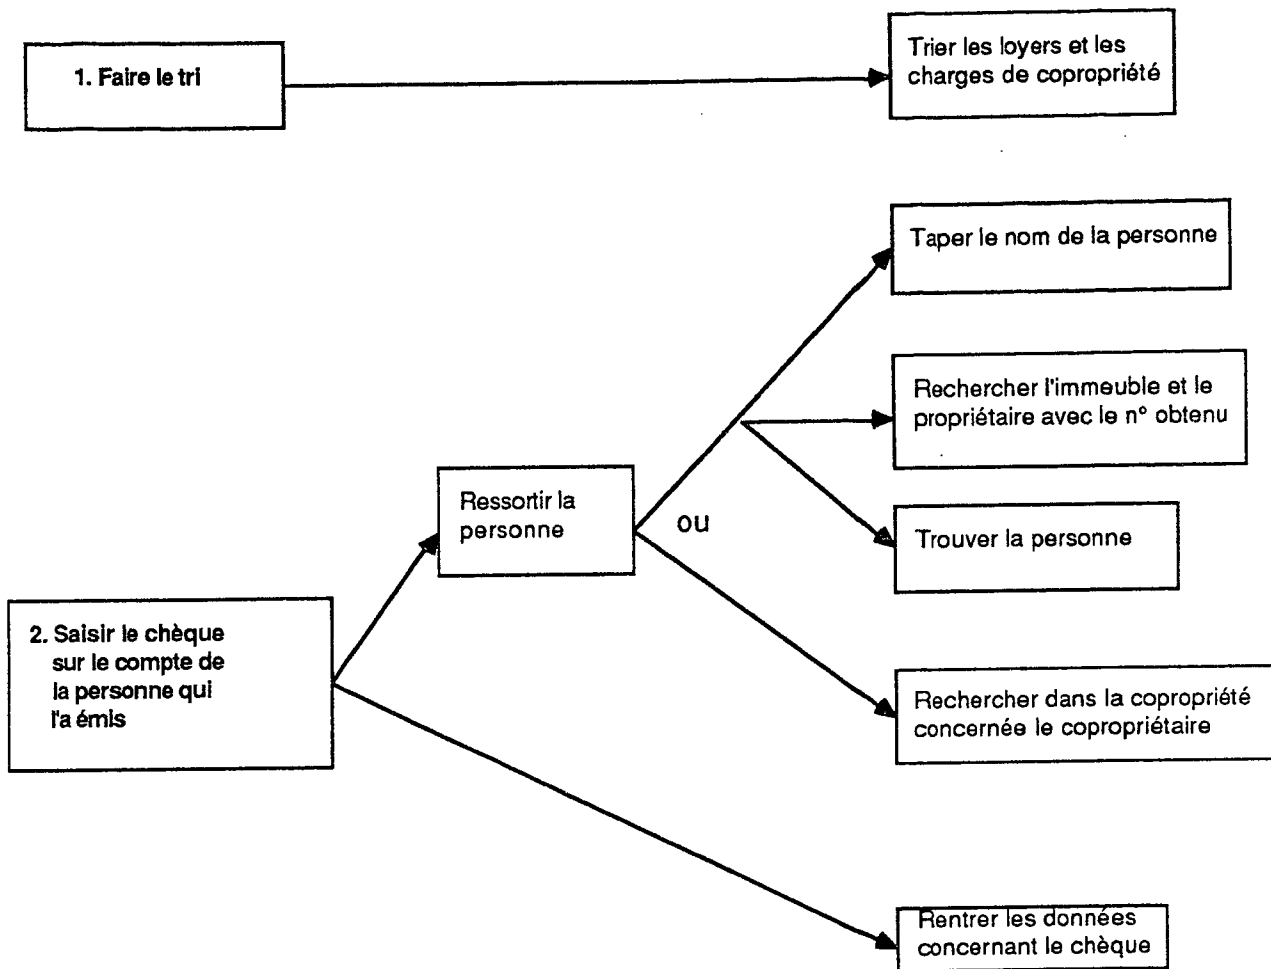 1. Faire le tri
Trier les loyers et les
charges de copropriété
Taper le nom de la personne
Rechercher l'immeuble et le
propriétaire avec le n° obtenu
Ressortir la
personne
ou
Trouver la personne
2. Saisir le chèque
sur le compte de
la personne qui
l'a émis
Rechercher dans la copropriété
concernée le copropriétaire
Rentrer les données
concernant le chèque